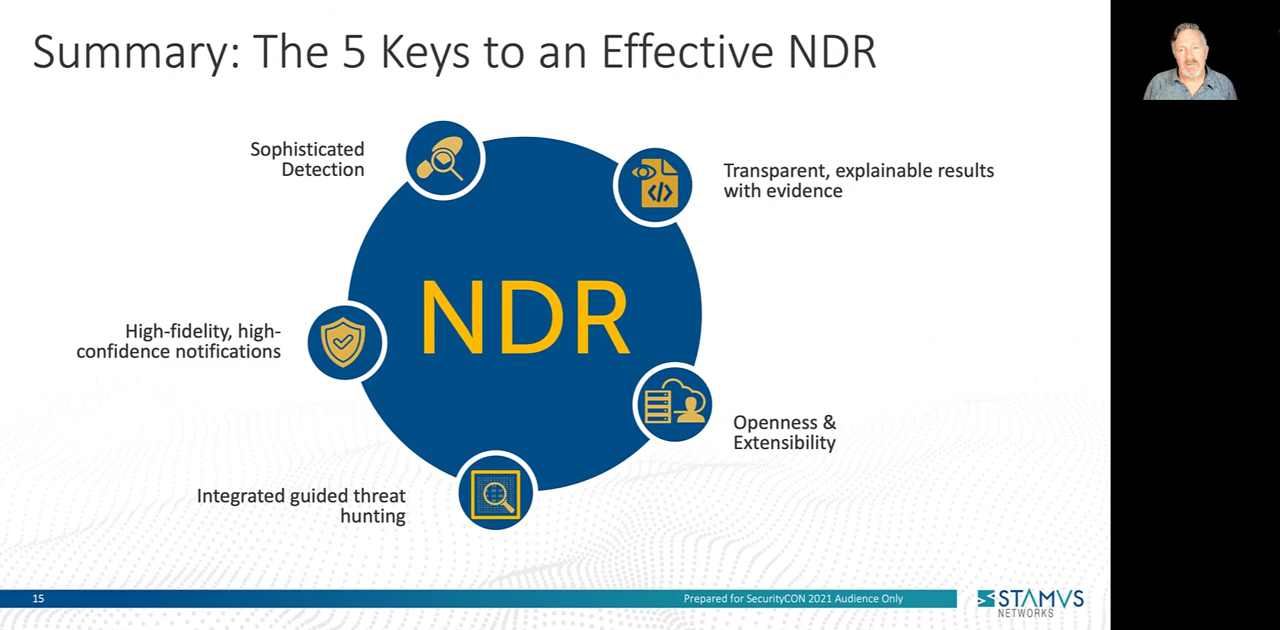 Summary: The 5 Keys to an Effective NDR
Sophisticated
Detection
Transparent, explainable results
with evidence
NDR
High-fidelity, high-
confidence notifications
Openness &
Extensibility
Integrated guided threat
hunting
15
Prepared for SecurityCON 2021 Audience Only
STAMVS
NETWORKS